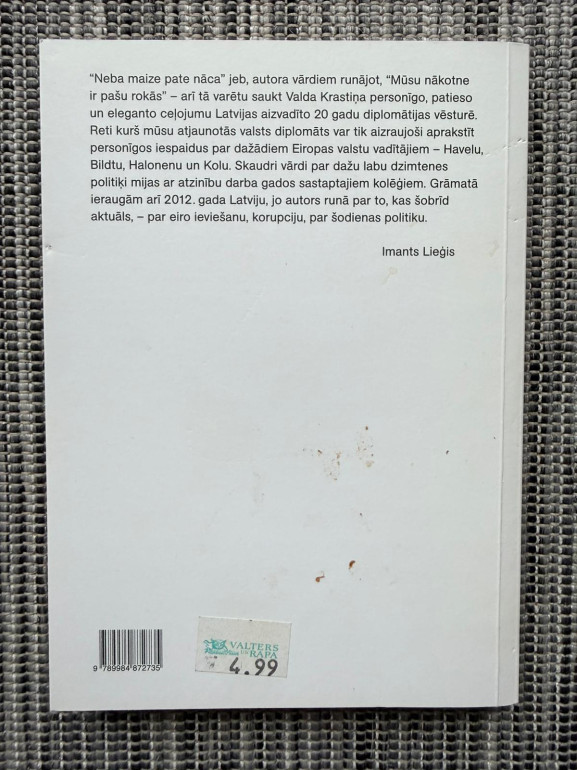 “Neba maize pate nāca” jeb, autora vārdiem runājot, “Mūsu nākotne
ir pašu rokās” – arī tā varētu saukt Valda Krastiņa personīgo, patieso
un eleganto ceļojumu Latvijas aizvadīto 20 gadu diplomātijas vēsturē.
Reti kurš mūsu atjaunotās valsts diplomāts var tik aizraujoši aprakstīt
personīgos iespaidus par dažādiem Eiropas valstu vadītājiem – Havelu,
Bildtu, Halonenu un Kolu. Skaudri vārdi par dažu labu dzimtenes
politiķi mijas ar atzinību darba gados sastaptajiem kolēģiem. Grāmatā
ieraugām arī 2012. gada Latviju, jo autors runā par to, kas šobrīd
aktuāls, – par eiro ieviešanu, korupciju, par šodienas politiku.
Imants Lieģis
9 789984 872735
VALTERS
UN RAPA
4.99